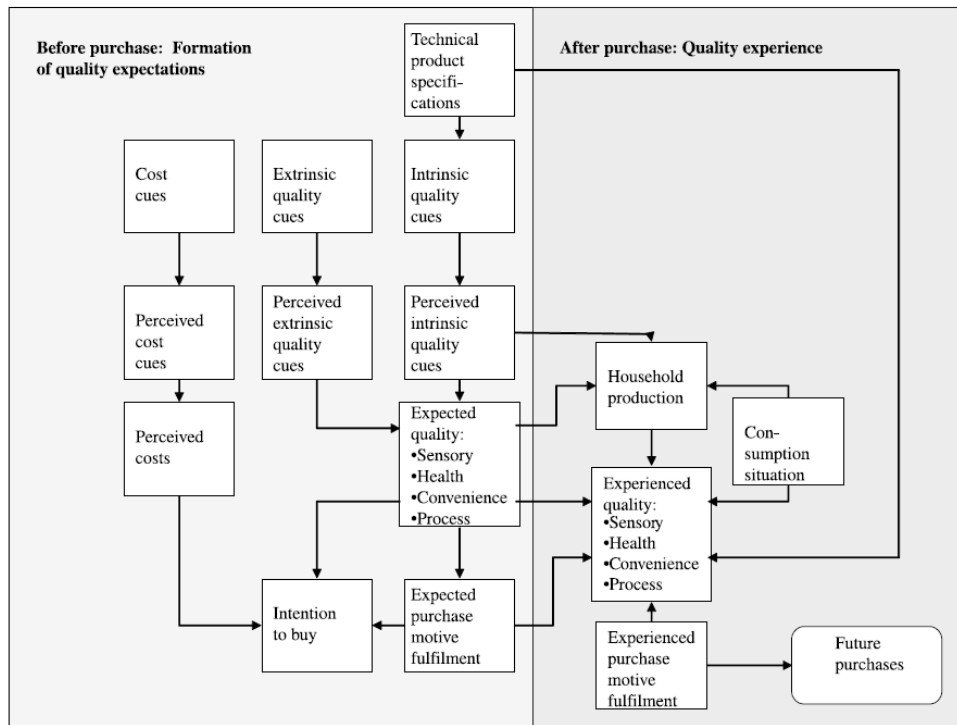 Before purchase: Formation
of quality expectations
Technical
product
specifi-
cations
After purchase: Quality experience
Cost
cues
Extrinsic
quality
cues
Intrinsic
quality
cues
Perceived
cost
cues
Perceived
extrinsic
quality
cues
Perceived
intrinsic
quality
cues
Household
production
Perceived
costs
Expected
quality:
•Sensory
•Health
•Convenience
•Process
Con-
sumption
situation
Experienced
quality:
•Sensory
•Health
•Convenience
•Process
Intention
to buy
Expected
purchase
motive
fulfilment
Experienced
purchase
motive
fulfilment
Future
purchases